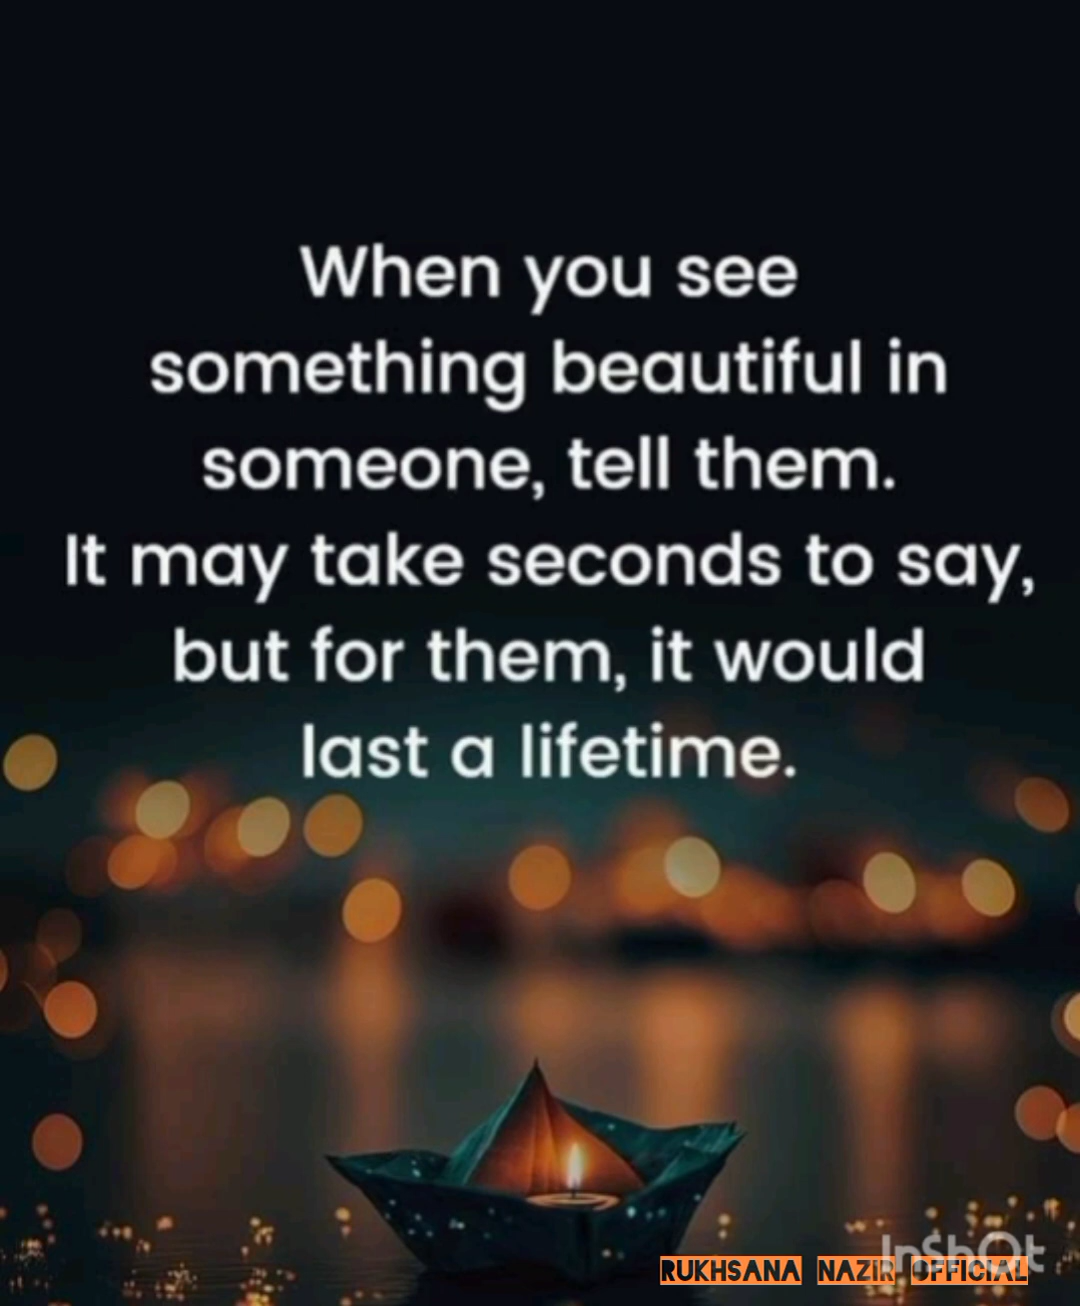 When you see
something beautiful in
someone, tell them.
It may take seconds to say,
but for them, it would
last a lifetime.
InShOt
RUKHSANA NAZIR OFFICIAL